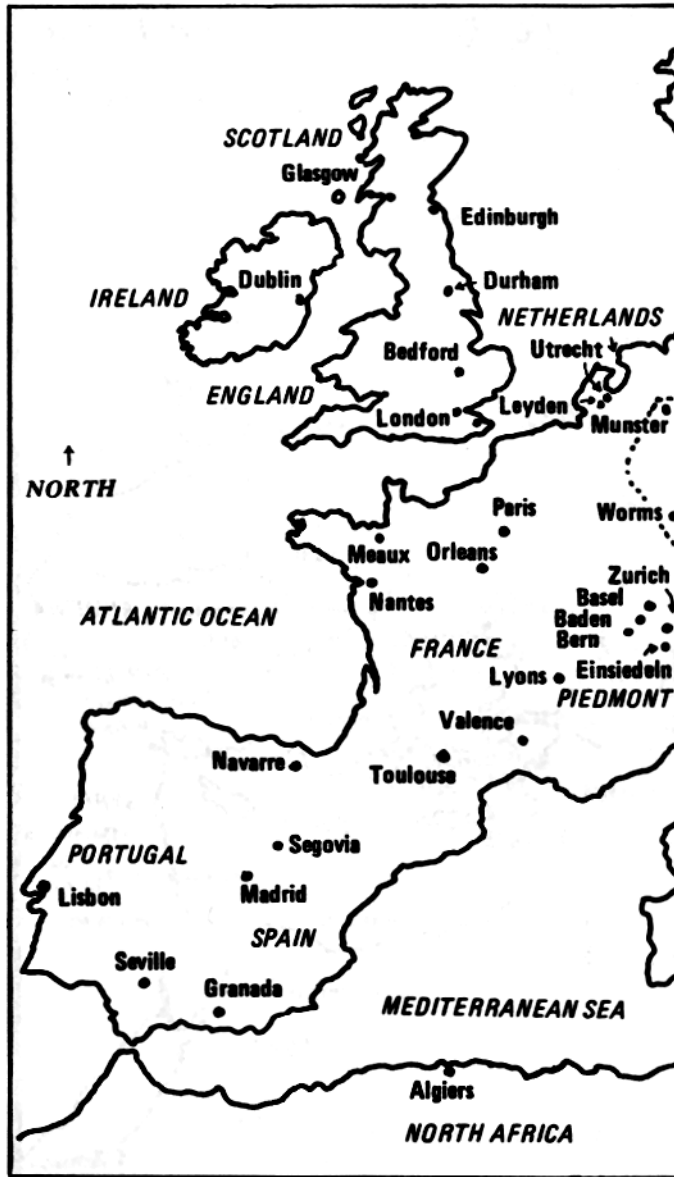 SCOTLAND
Glasgow
Edinburgh
Dublin
Durham
IRELAND
NETHERLANDS
Utrecht
Bedford
ENGLAND
Leyden
London
Munster
NORTH
Paris
Worms
Meaux
Orleans
Zurich
Basel
Nantes
ATLANTIC OCEAN
Baden
FRANCE
Bern
Lyons
Einsiedeln
PIEDMONT
Valence
Navarre
Toulouse
Segovia
PORTUGAL
Lisbon
Madrid
SPAIN
Seville
Granada
MEDITERRANEAN SEA
Algiers
NORTH AFRICA